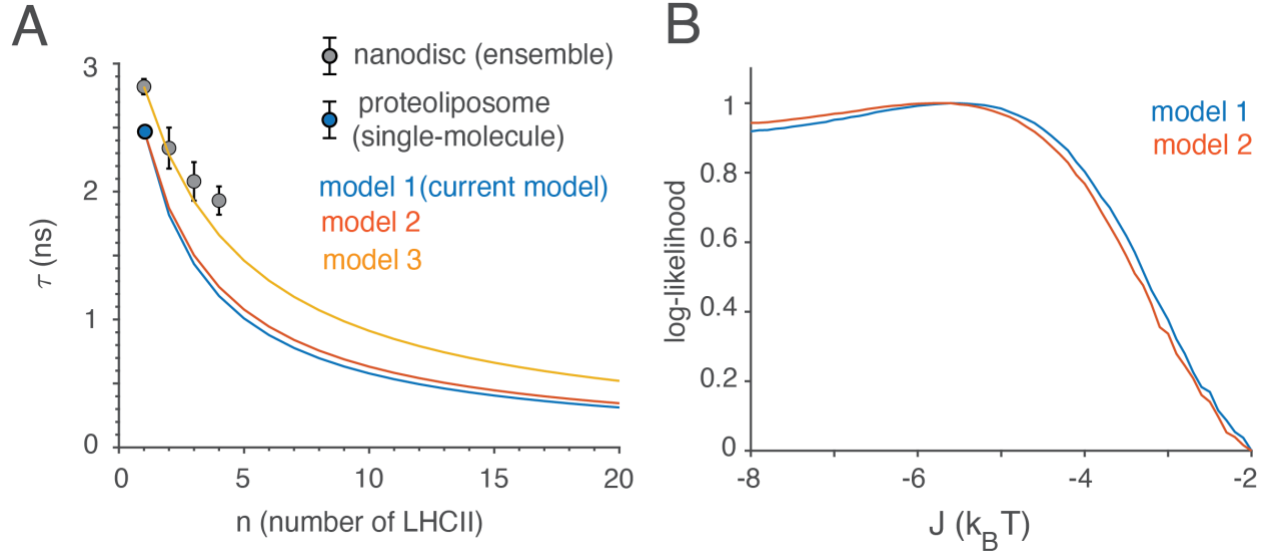 A
nanodisc (ensemble)
proteoliposome
(single-molecule)
model 1(current model)
model 2
model 3
3
2
1
0
τ (ns)
0
5
10
15
20
n (number of LHCII)
B
model 1
model 2
1
0.8
0.6
0.4
0.2
0
log-likelihood
-8
-6
-4
-2
J (k_BT)